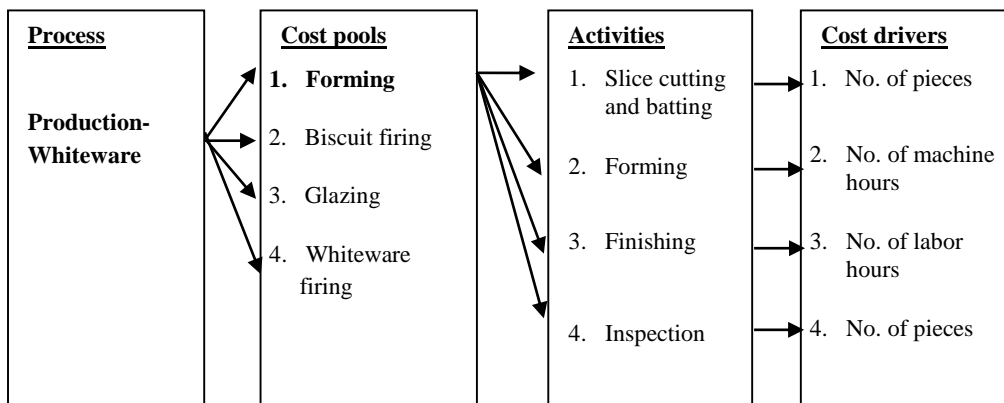 Process
Production-
Whiteware
Cost pools
1. Forming
2. Biscuit firing
3. Glazing
4. Whiteware
firing
Activities
1. Slice cutting
and batting
2. Forming
3. Finishing
4. Inspection
Cost drivers
1. No. of pieces
2. No. of machine
hours
3. No. of labor
hours
4. No. of pieces